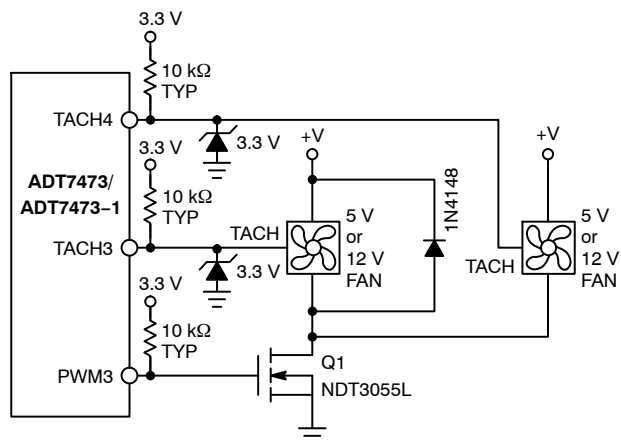 3.3 V
10 kΩ
TYP
TACH4
3.3 V
3.3 V
+V
+V
ADT7473/
ADT7473–1
10 kΩ
TYP
1N4148
TACH
5 V
or
12 V
FAN
TACH3
3.3 V
TACH
5 V
or
12 V
FAN
3.3 V
10 kΩ
TYP
PWM3
Q1
NDT3055L